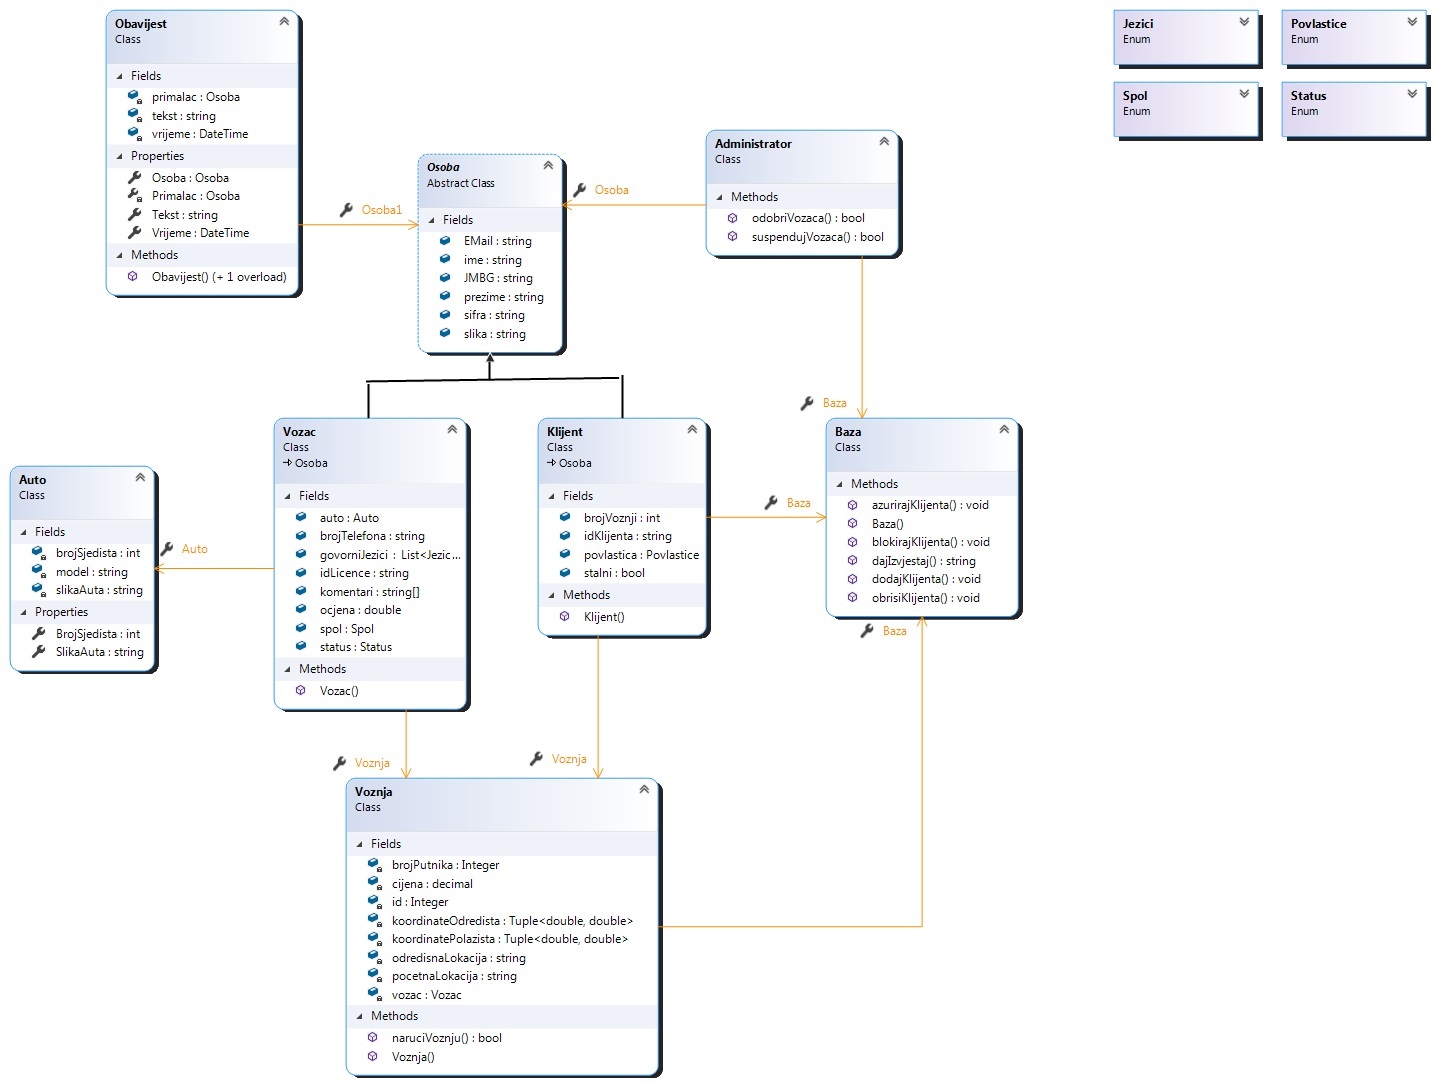 Obavijest
Class
Fields
primalac : Osoba
tekst : string
vrijeme : DateTime
Properties
Osoba : Osoba
Primalac : Osoba
Tekst : string
Vrijeme : DateTime
Methods
Obavijest() (+ 1 overload)
Osoba1
Osoba
Abstract Class
Fields
EMail : string
ime : string
JMBG : string
prezime : string
sifra : string
slika : string
Osoba
Administrator
Class
Methods
odobriVozaca() : bool
suspendujVozaca() : bool
Jezici
Enum
Povlastice
Enum
Spol
Enum
Status
Enum
Baza
Auto
Class
Fields
brojSjedista : int
model : string
slikaAuta : string
Properties
BrojSjedista : int
SlikaAuta : string
Auto
Vozac
Class
Osoba
Fields
auto : Auto
brojTelefona : string
govorniJezici : List<Jezic...
idLicence : string
komentari : string[]
ocjena : double
spol : Spol
status : Status
Methods
Vozac()
Klijent
Class
Osoba
Fields
brojVoznji : int
idKlijenta : string
povlastica : Povlastice
stalni : bool
Methods
Klijent()
Baza
Baza
Class
Methods
azurirajKlijenta() : void
Baza()
blokirajKlijenta() : void
dajIzvjestaj() : string
dodajKlijenta() : void
obrisiKlijenta() : void
Baza
Voznja
Voznja
Voznja
Class
Fields
brojPutnika : Integer
cijena : decimal
id : Integer
koordinateOdredista : Tuple<double, double>
koordinatePolazista : Tuple<double, double>
odredisnaLokacija : string
pocetnaLokacija : string
vozac : Vozac
Methods
naruciVoznju() : bool
Voznja()